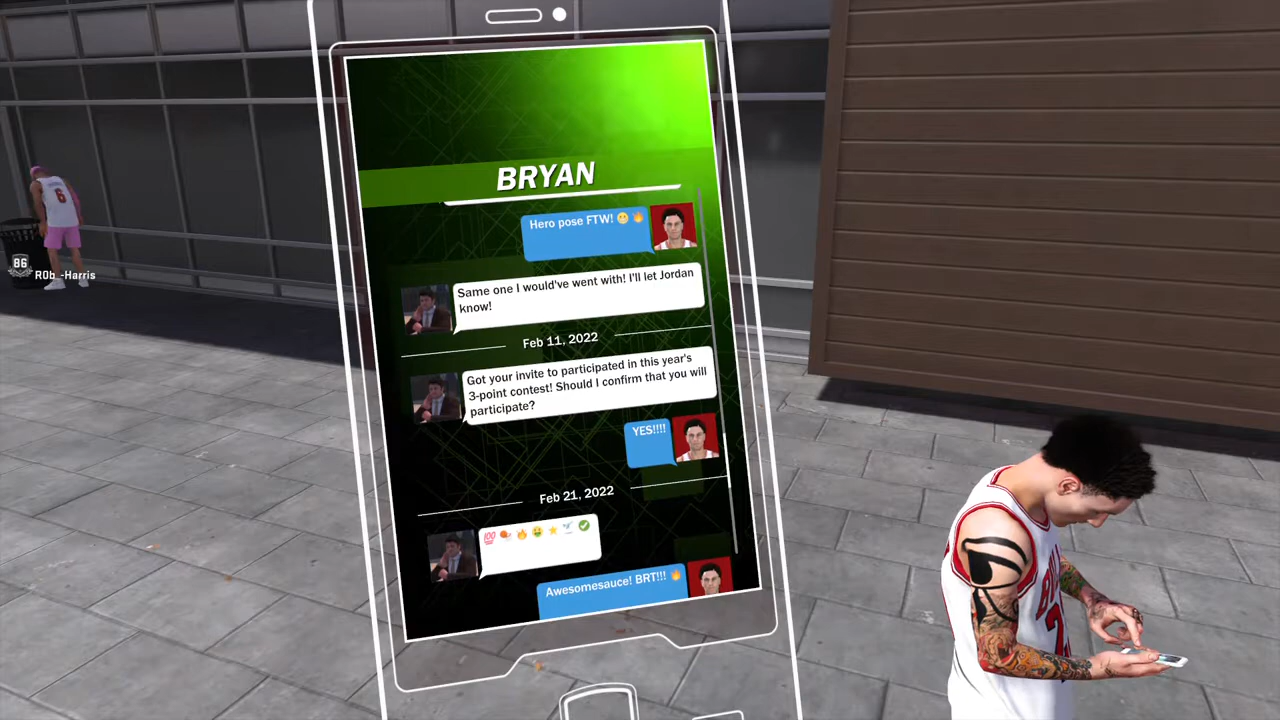 BRYAN
Hero pose FTW! 😬🔥
Same one I would've went with! I'll let Jordan
know!
Feb 11, 2022
Got your invite to participated in this year's
3-point contest! Should I confirm that you will
participate?
YES!!!!
Feb 21, 2022
💯🏀🔥🤑⭐🛫✅
Awesomesauce! BRT!!! 🔥
86
R0b_-Harris
6